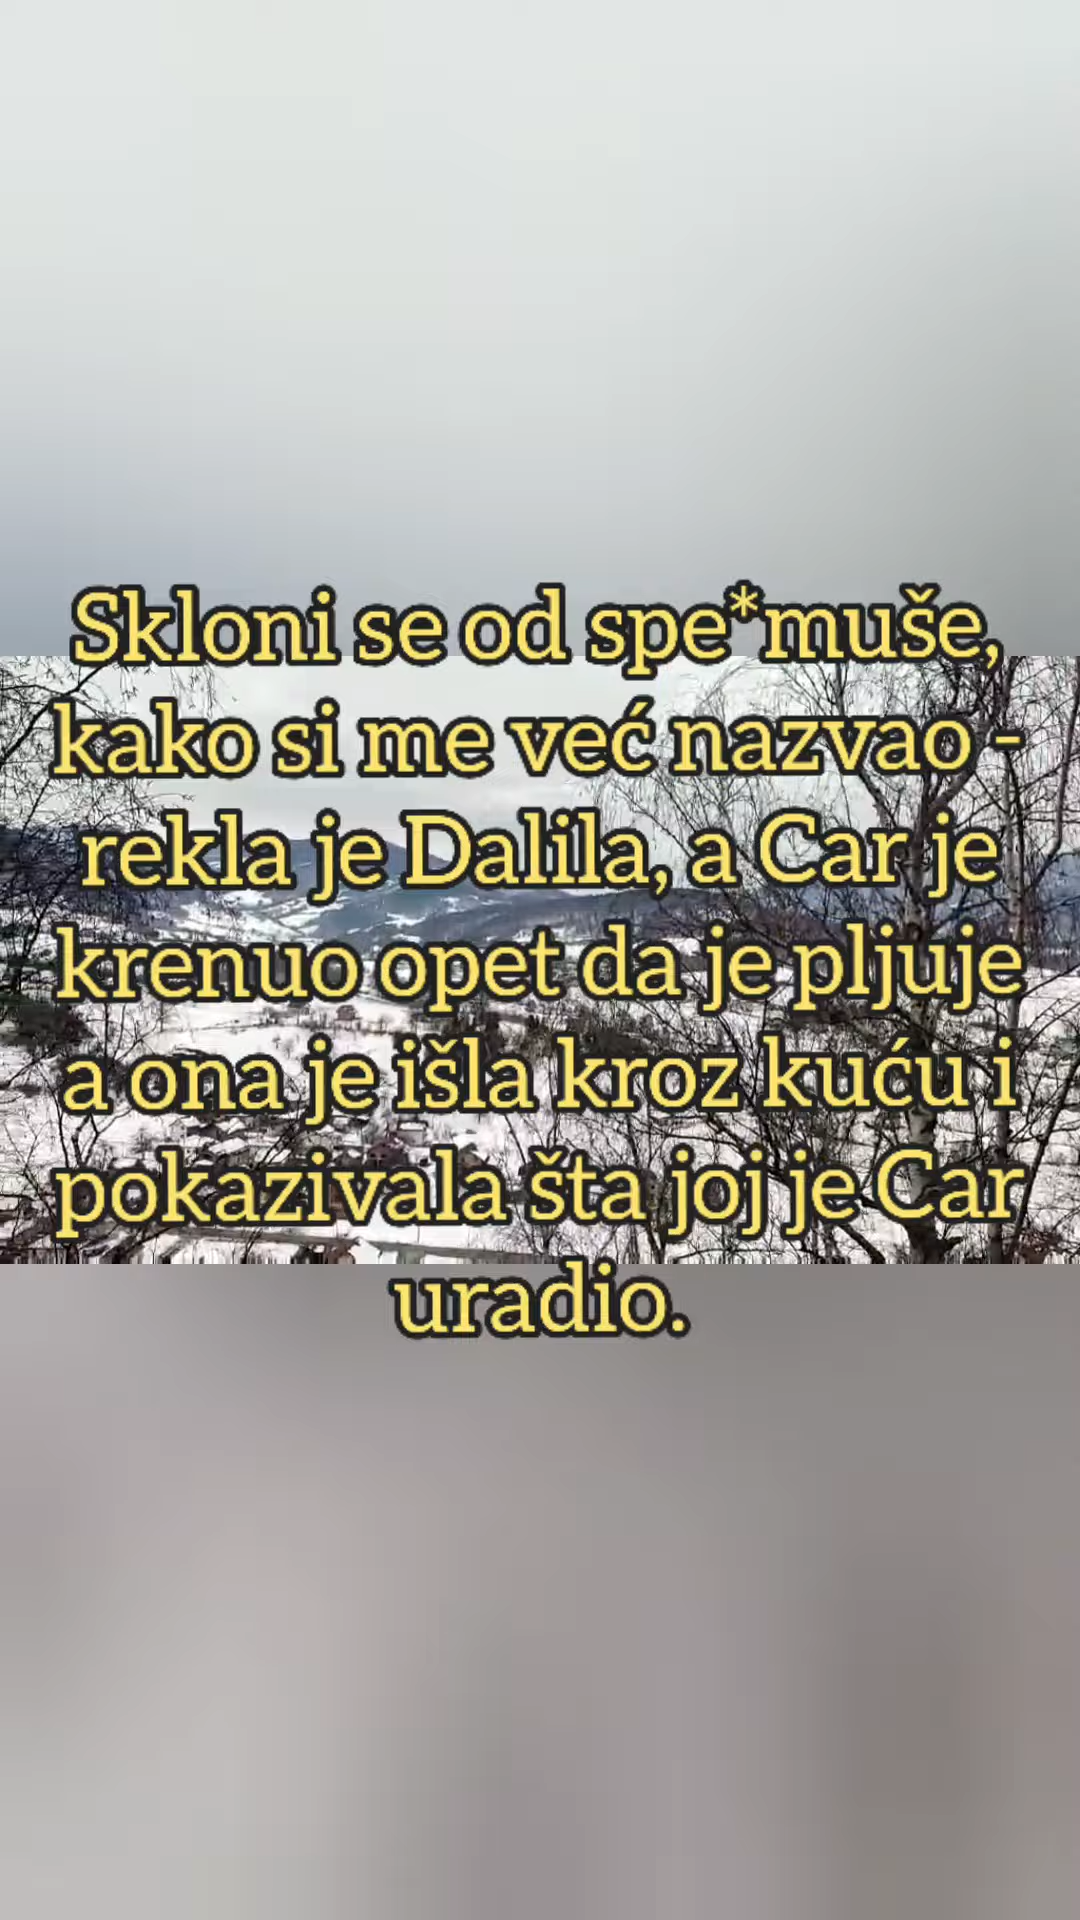 Skloni se od spe*muše,
kako si me već nazvao -
rekla je Dalila, a Car je
krenuo opet da je pljuje
a ona je išla kroz kuću i
pokazivala šta joj je Car
uradio.